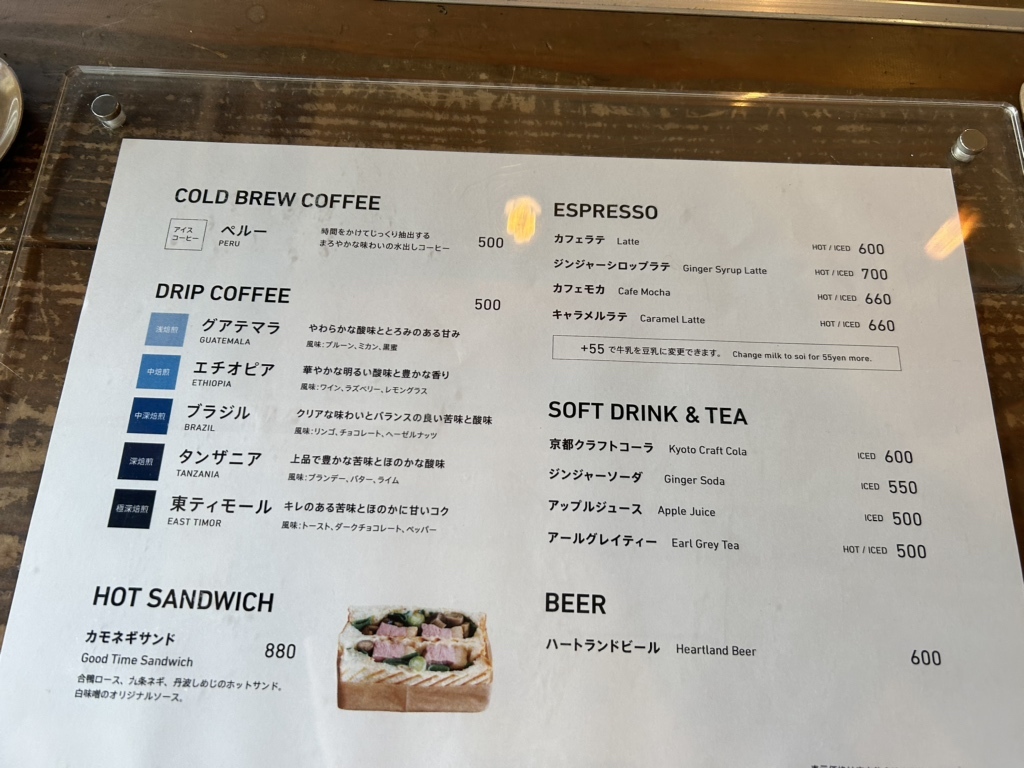 COLD BREW COFFEE
アイス
コーヒー
ペルー
PERU
時間をかけてじっくり抽出する
まろやかな味わいの水出しコーヒー
500
DRIP COFFEE 500
浅焙煎
グアテマラ
GUATEMALA
やわらかな酸味ととろみのある甘み
風味:プルーン、ミカン、黒蜜
中焙煎
エチオピア
ETHIOPIA
華やかな明るい酸味と豊かな香り
風味:ワイン、ラズベリー、レモングラス
中深焙煎
ブラジル
BRAZIL
クリアな味わいとバランスの良い苦味と酸味
風味:リンゴ、チョコレート、ヘーゼルナッツ
深焙煎
タンザニア
TANZANIA
上品で豊かな苦味とほのかな酸味
風味:ブランデー、バター、ライム
極深焙煎
東ティモール
EAST TIMOR
キレのある苦味とほのかに甘いコク
風味:トースト、ダークチョコレート、ペッパー
HOT SANDWICH
カモネギサンド
Good Time Sandwich
880
合鴨ロース、九条ネギ、丹波しめじのホットサンド。
白味噌のオリジナルソース。
ESPRESSO
カフェラテ Latte HOT / ICED 600
ジンジャーシロップラテ Ginger Syrup Latte HOT / ICED 700
カフェモカ Cafe Mocha HOT / ICED 660
キャラメルラテ Caramel Latte HOT / ICED 660
+55 で牛乳を豆乳に変更できます。 Change milk to soi for 55yen more.
SOFT DRINK & TEA
京都クラフトコーラ Kyoto Craft Cola ICED 600
ジンジャーソーダ Ginger Soda ICED 550
アップルジュース Apple Juice ICED 500
アールグレイティー Earl Grey Tea HOT / ICED 500
BEER
ハートランドビール Heartland Beer 600